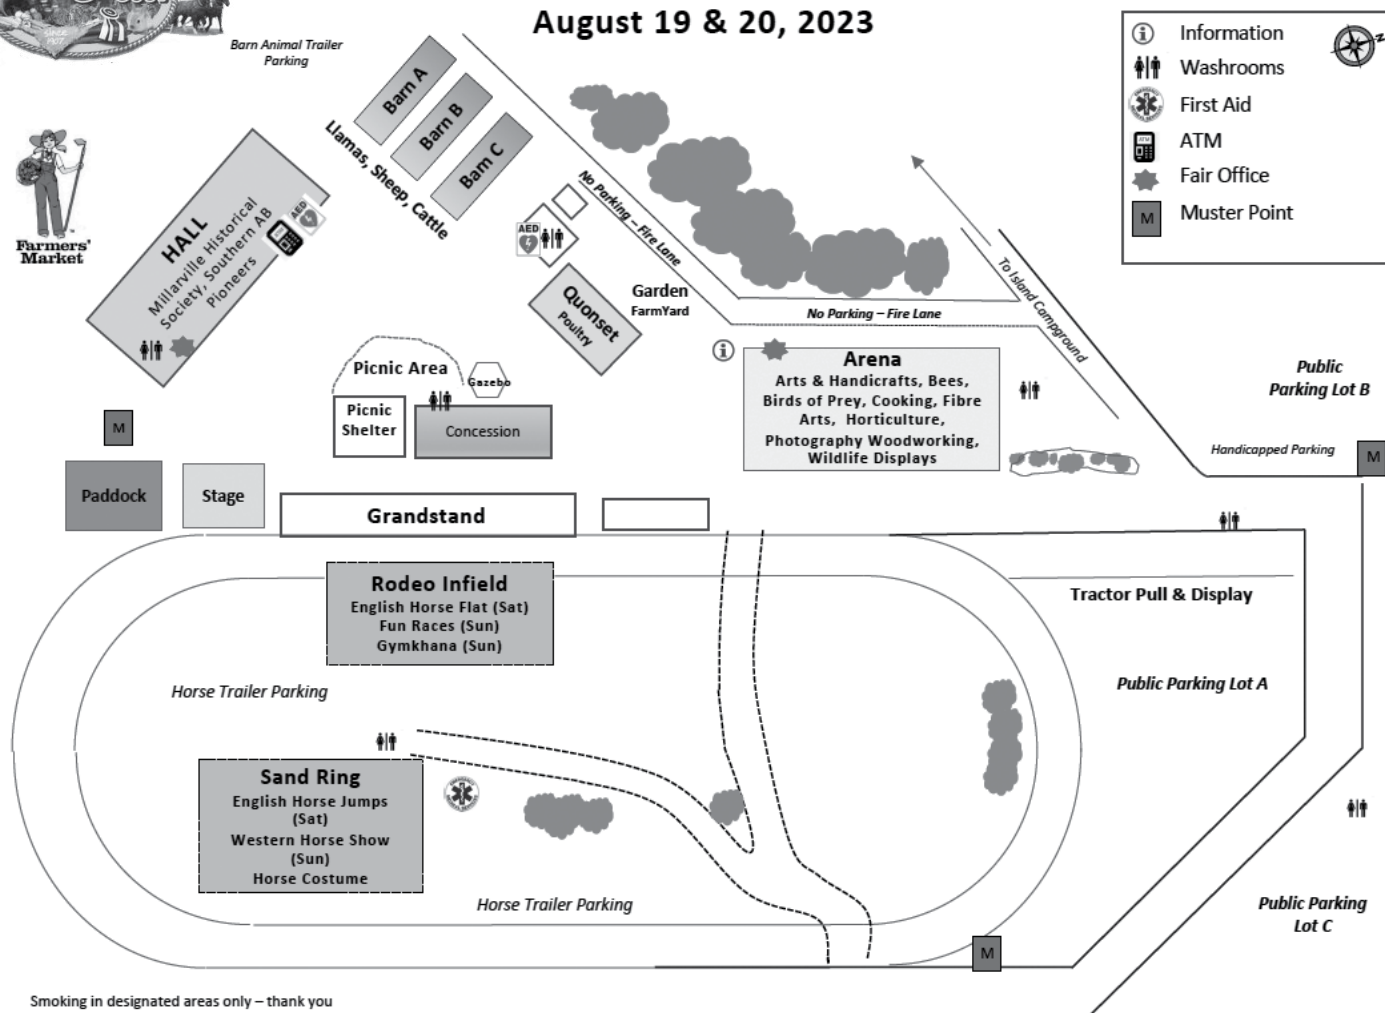 August 19 & 20, 2023
SINCE
1907
Barn Animal Trailer
Parking
Barn A
Barn B
Barn C
Llamas, Sheep, Cattle
Information
Washrooms
First Aid
ATM
Fair Office
M
Muster Point
N
Farmers'
Market
HALL
Millarville Historical
Society, Southern AB
Pioneers
ATM
AED
AED
No Parking – Fire Lane
Quonset
Poultry
Garden
FarmYard
No Parking – Fire Lane
To Island Campground
Picnic Area
Gazebo
Picnic
Shelter
Concession
Arena
Arts & Handicrafts, Bees,
Birds of Prey, Cooking, Fibre
Arts, Horticulture,
Photography Woodworking,
Wildlife Displays
Public
Parking Lot B
Handicapped Parking
M
M
Paddock
Stage
Grandstand
Rodeo Infield
English Horse Flat (Sat)
Fun Races (Sun)
Gymkhana (Sun)
Tractor Pull & Display
Public Parking Lot A
Horse Trailer Parking
Sand Ring
English Horse Jumps
(Sat)
Western Horse Show
(Sun)
Horse Costume
Horse Trailer Parking
Public Parking
Lot C
M
Smoking in designated areas only – thank you